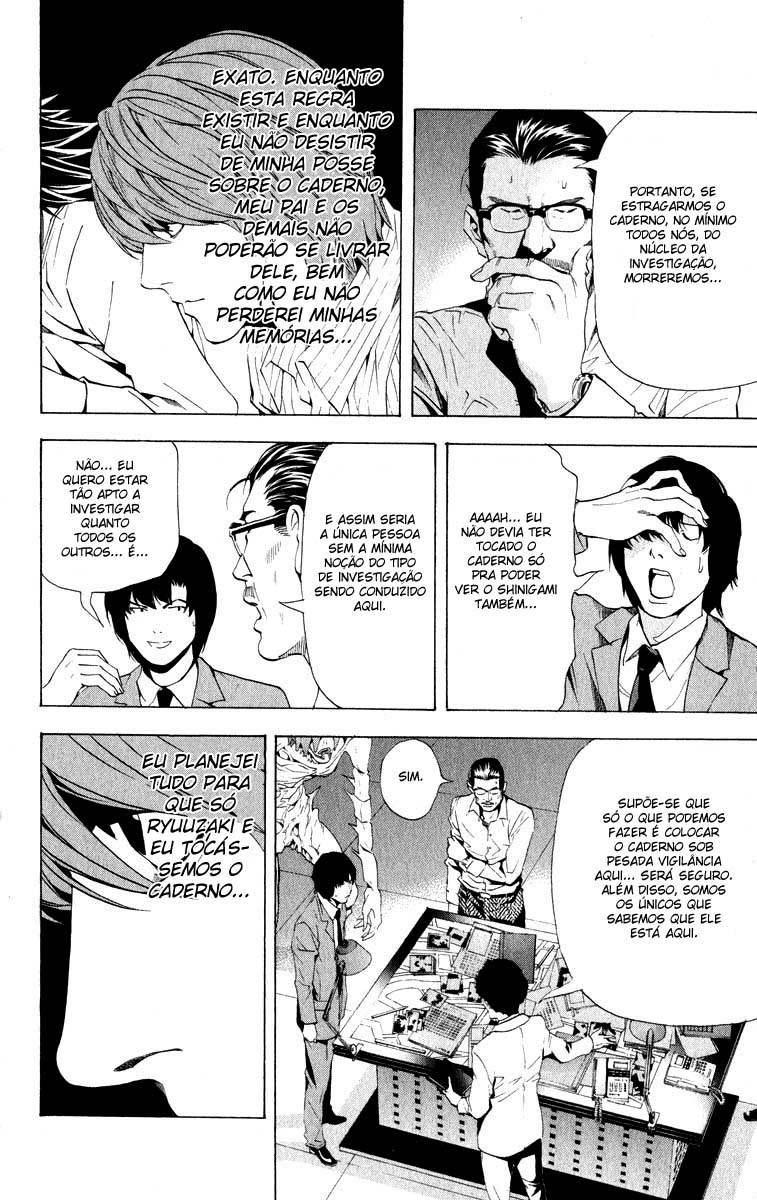 PORTANTO, SE
ESTRAGARMOS O
CADERNO, NO MÍNIMO
TODOS NÓS, DO
NÚCLEO DA
INVESTIGAÇÃO,
MORREREMOS...
EXATO. ENQUANTO
ESTA REGRA
EXISTIR E ENQUANTO
EU NÃO DESISTIR
DE MINHA POSSE
SOBRE O CADERNO,
MEU PAI E OS
DEMAIS NÃO
PODERÃO SE LIVRAR
DELE, BEM
COMO EU NÃO
PERDEREI MINHAS
MEMÓRIAS...
AAAAH... EU
NÃO DEVIA TER
TOCADO O
CADERNO SÓ
PRA PODER
VER O SHINIGAMI
TAMBÉM...
E ASSIM SERIA
A ÚNICA PESSOA
SEM A MÍNIMA
NOÇÃO DO TIPO
DE INVESTIGAÇÃO
SENDO CONDUZIDO
AQUI.
NÃO... EU
QUERO ESTAR
TÃO APTO A
INVESTIGAR
QUANTO
TODOS OS
OUTROS... É...
SUPÕE-SE QUE
SÓ O QUE PODEMOS
FAZER É COLOCAR
O CADERNO SOB
PESADA VIGILÂNCIA
AQUI... SERÁ SEGURO.
ALÉM DISSO, SOMOS
OS ÚNICOS QUE
SABEMOS QUE ELE
ESTÁ AQUI.
SIM.
EU PLANEJEI
TUDO PARA
QUE SÓ
RYUUZAKI E
EU TOCÁS-
SEMOS O
CADERNO...